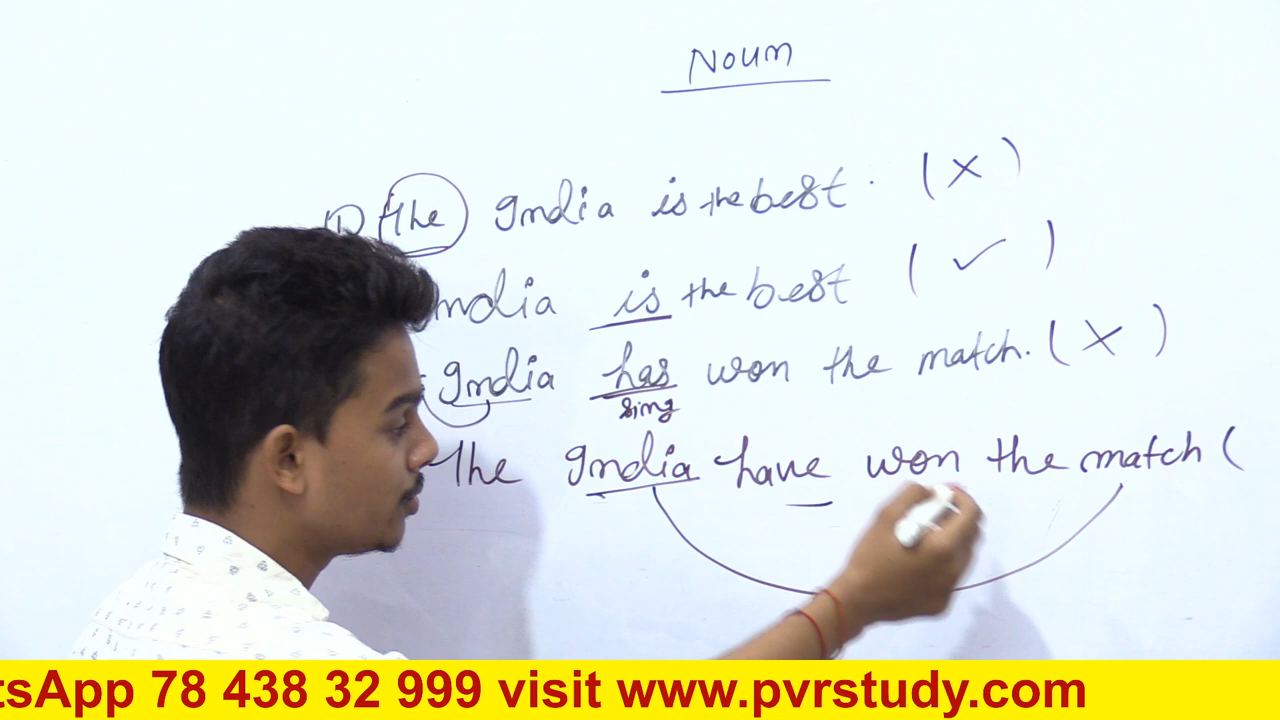 Noun
1) the India is the best. (×)
India is the best (✓)
India has won the match. (×)
sing
The India have won the match (
tsApp 78 438 32 999 visit www.pvrstudy.com